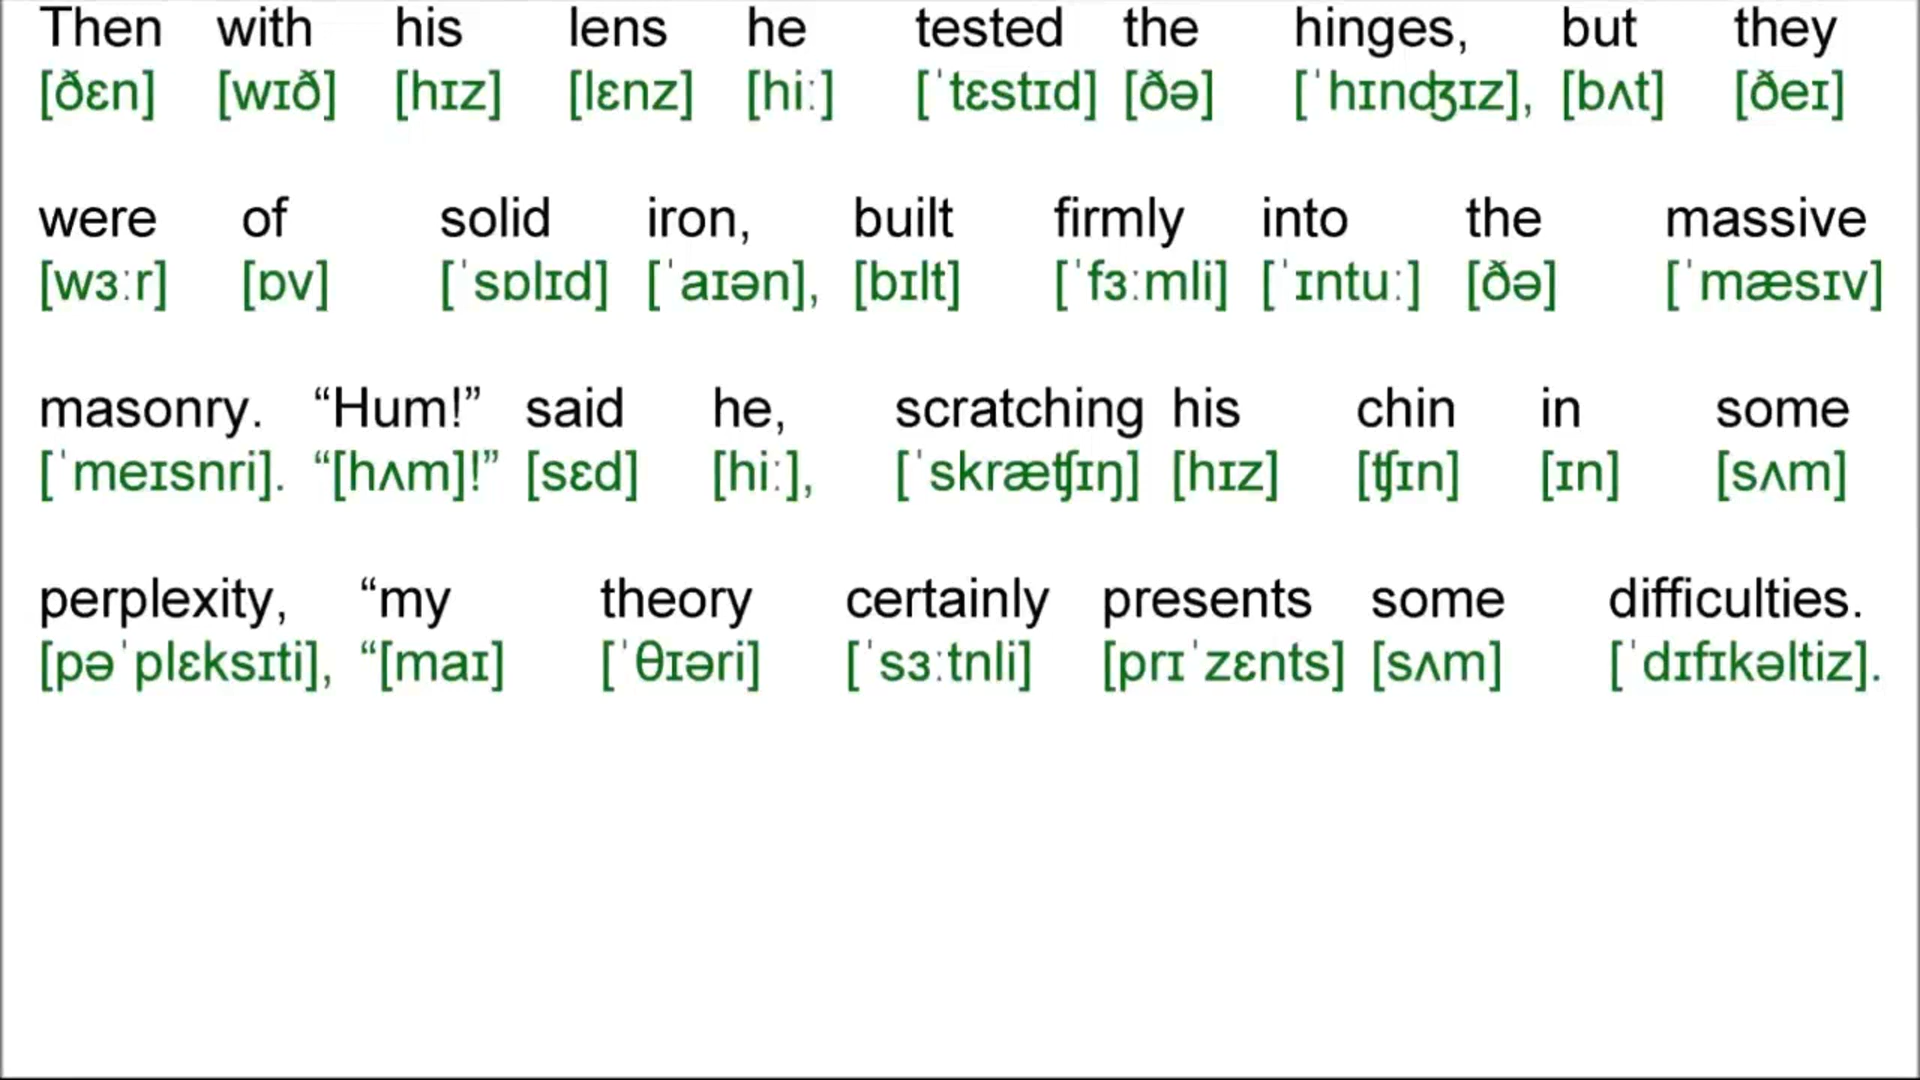 Then with his lens he tested the hinges, but they
[ðɛn] [wɪð] [hɪz] [lɛnz] [hiː] [ˈtɛstɪd] [ðə] [ˈhɪnʤɪz], [bʌt] [ðeɪ]
were of solid iron, built firmly into the massive
[wɜːr] [ɒv] [ˈsɒlɪd] [ˈaɪən], [bɪlt] [ˈfɜːmli] [ˈɪntuː] [ðə] [ˈmæsɪv]
masonry. “Hum!” said he, scratching his chin in some
[ˈmeɪsnri]. “[hʌm]!” [sɛd] [hiː], [ˈskræʧɪŋ] [hɪz] [ʧɪn] [ɪn] [sʌm]
perplexity, “my theory certainly presents some difficulties.
[pəˈplɛksɪti], “[maɪ] [ˈθɪəri] [ˈsɜːtnli] [prɪˈzɛnts] [sʌm] [ˈdɪfɪkəltiz].